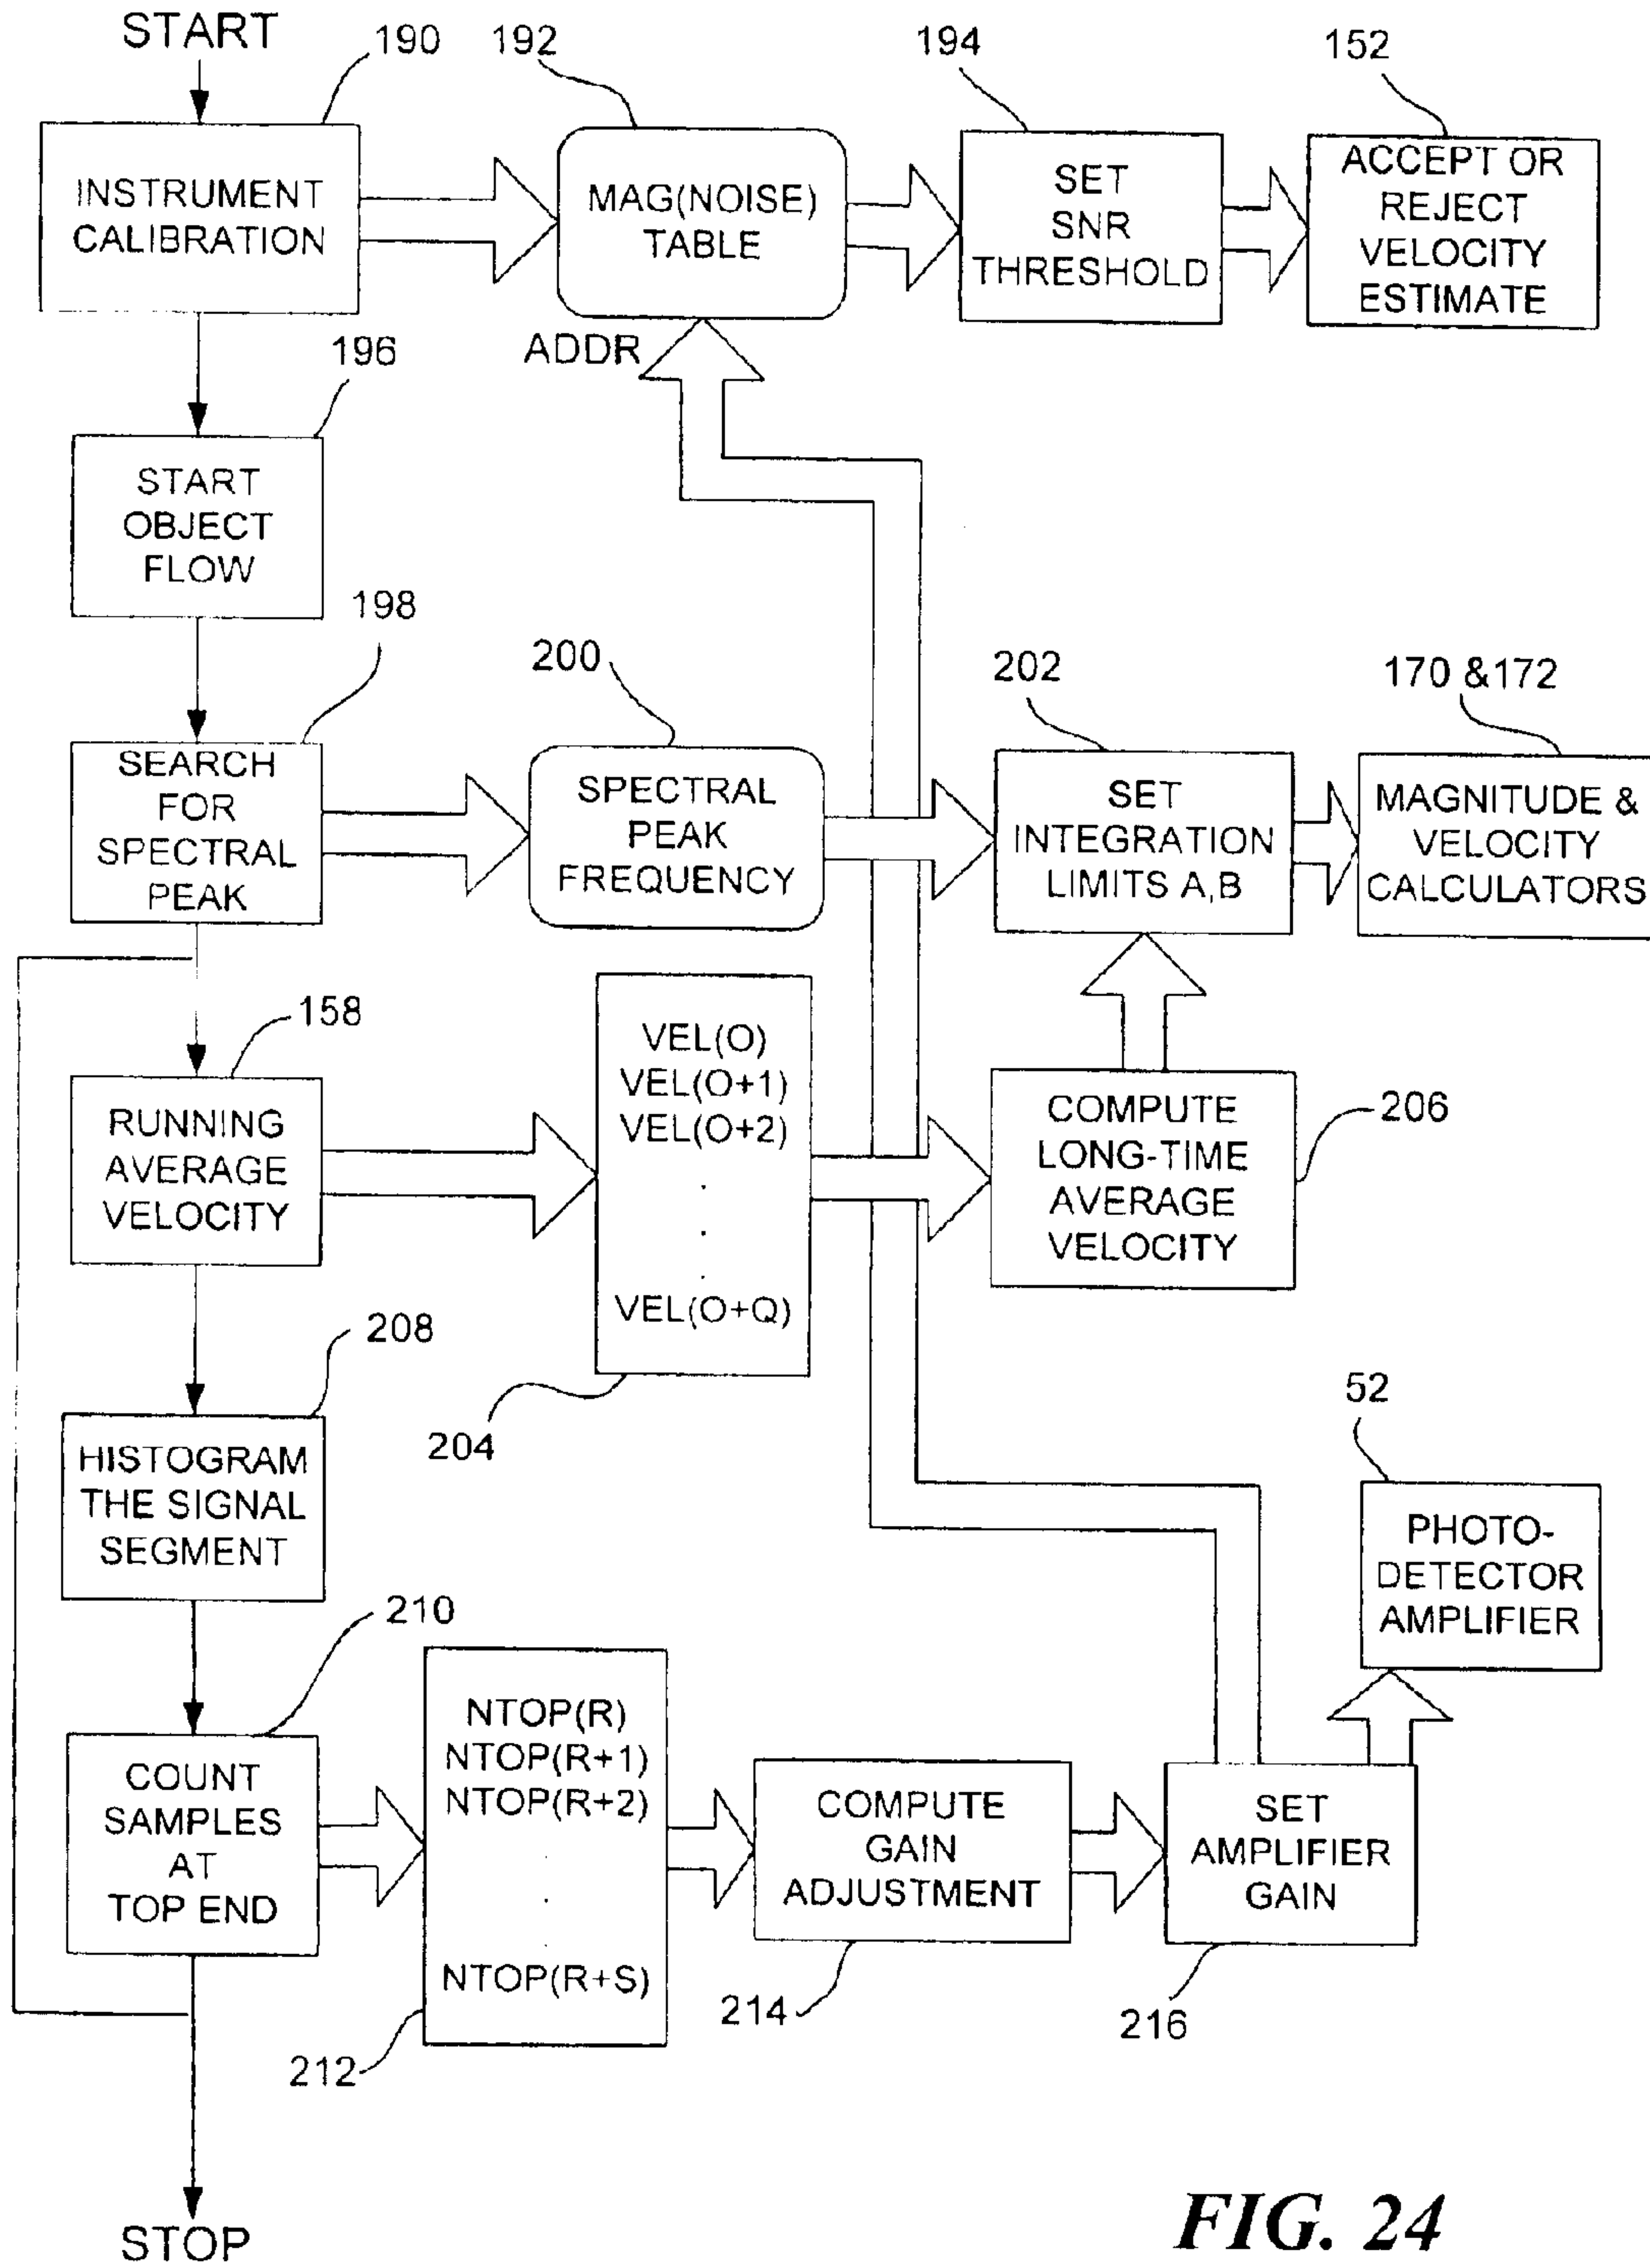 START
190
192
194
152
INSTRUMENT
CALIBRATION
MAG(NOISE)
TABLE
SET
SNR
THRESHOLD
ACCEPT OR
REJECT
VELOCITY
ESTIMATE
ADDR
196
START
OBJECT
FLOW
198
200
202
170 &172
SEARCH
FOR
SPECTRAL
PEAK
SPECTRAL
PEAK
FREQUENCY
SET
INTEGRATION
LIMITS A,B
MAGNITUDE &
VELOCITY
CALCULATORS
158
RUNNING
AVERAGE
VELOCITY
VEL(O)
VEL(O+1)
VEL(O+2)
.
.
.
VEL(O+Q)
204
COMPUTE
LONG-TIME
AVERAGE
VELOCITY
206
208
HISTOGRAM
THE SIGNAL
SEGMENT
52
PHOTO-
DETECTOR
AMPLIFIER
210
COUNT
SAMPLES
AT
TOP END
NTOP(R)
NTOP(R+1)
NTOP(R+2)
.
.
.
NTOP(R+S)
212
COMPUTE
GAIN
ADJUSTMENT
214
SET
AMPLIFIER
GAIN
216
STOP
FIG. 24